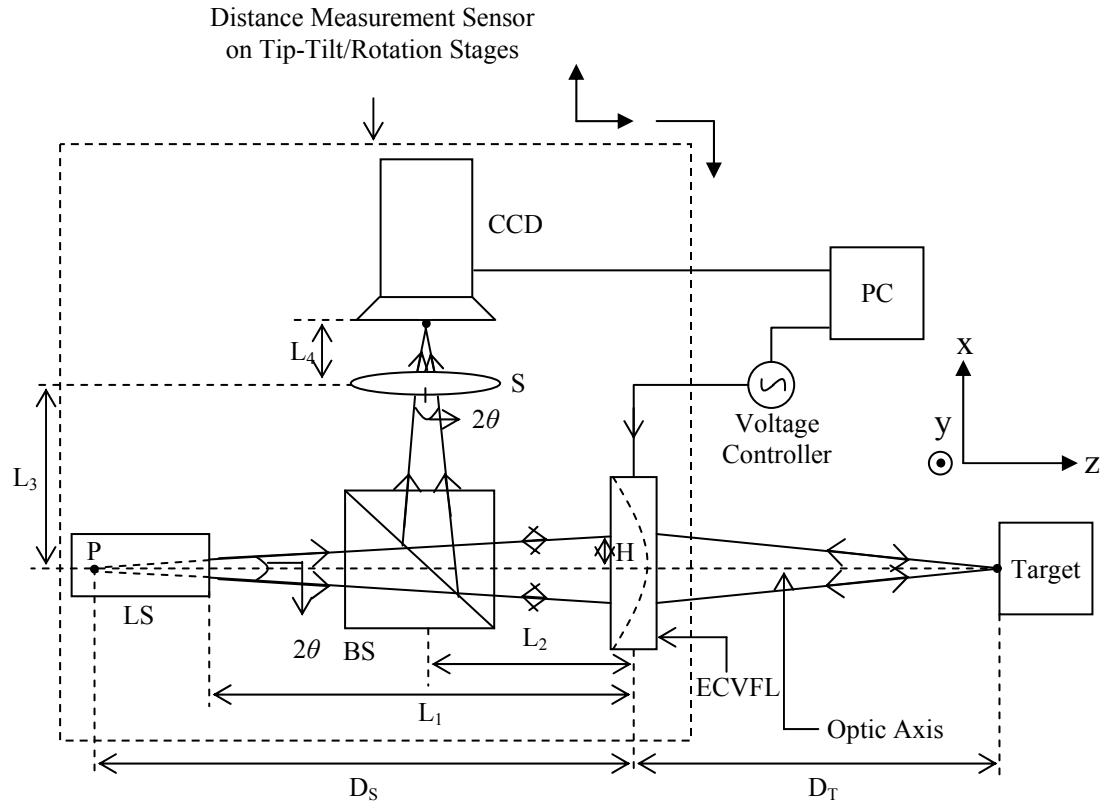 Distance Measurement Sensor
on Tip-Tilt/Rotation Stages
CCD
PC
L₄
S
x
2θ
Voltage
Controller
y
z
L₃
P
H
Target
LS
2θ
BS
L₂
ECVFL
L₁
Optic Axis
Dₛ
D_T